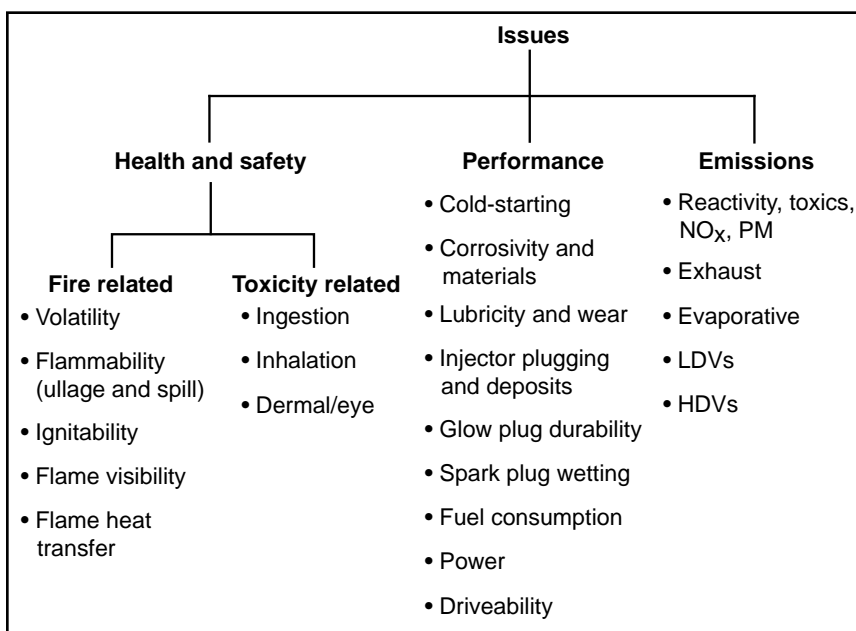 Issues
Health and safety
Fire related
• Volatility
• Flammability
(ullage and spill)
• Ignitability
• Flame visibility
• Flame heat
transfer
Toxicity related
• Ingestion
• Inhalation
• Dermal/eye
Performance
• Cold-starting
• Corrosivity and
materials
• Lubricity and wear
• Injector plugging
and deposits
• Glow plug durability
• Spark plug wetting
• Fuel consumption
• Power
• Driveability
Emissions
• Reactivity, toxics,
NOX, PM
• Exhaust
• Evaporative
• LDVs
• HDVs